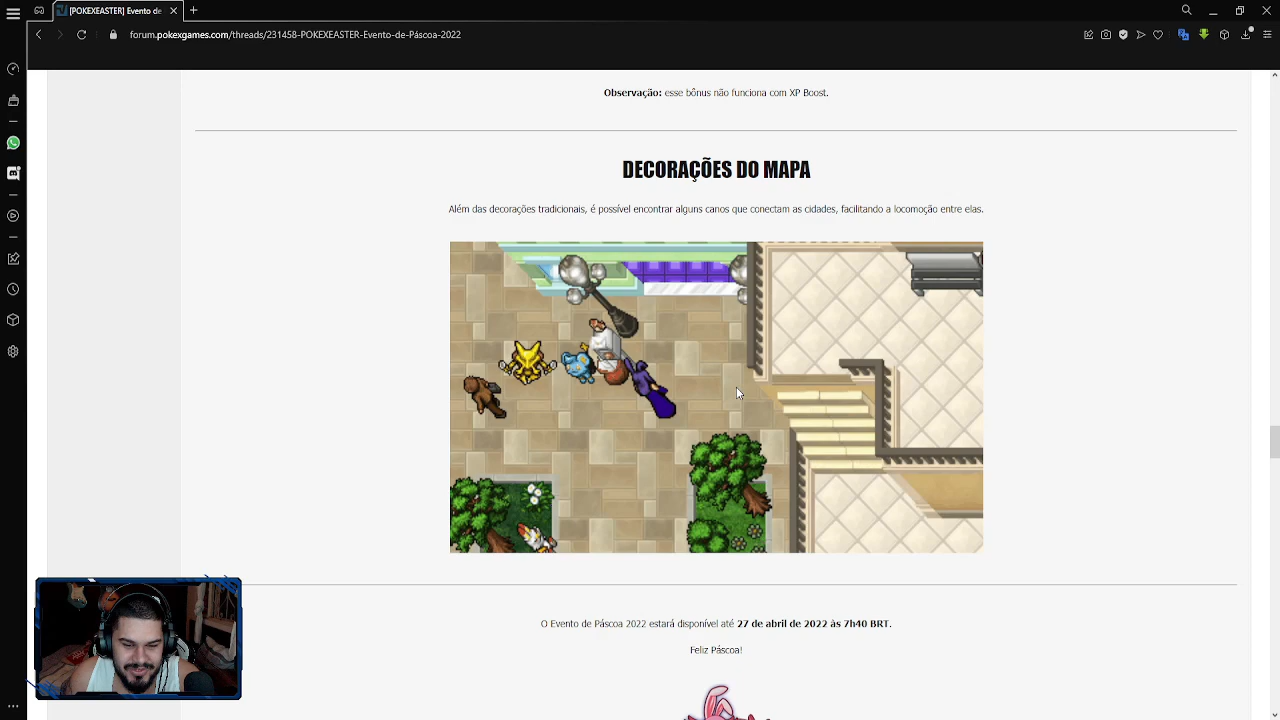 [POKEXEASTER] Evento de
forum.pokexgames.com/threads/231458-POKEXEASTER-Evento-de-Páscoa-2022
Observação: esse bônus não funciona com XP Boost.
DECORAÇÕES DO MAPA
Além das decorações tradicionais, é possível encontrar alguns canos que conectam as cidades, facilitando a locomoção entre elas.
O Evento de Páscoa 2022 estará disponível até 27 de abril de 2022 às 7h40 BRT.
Feliz Páscoa!